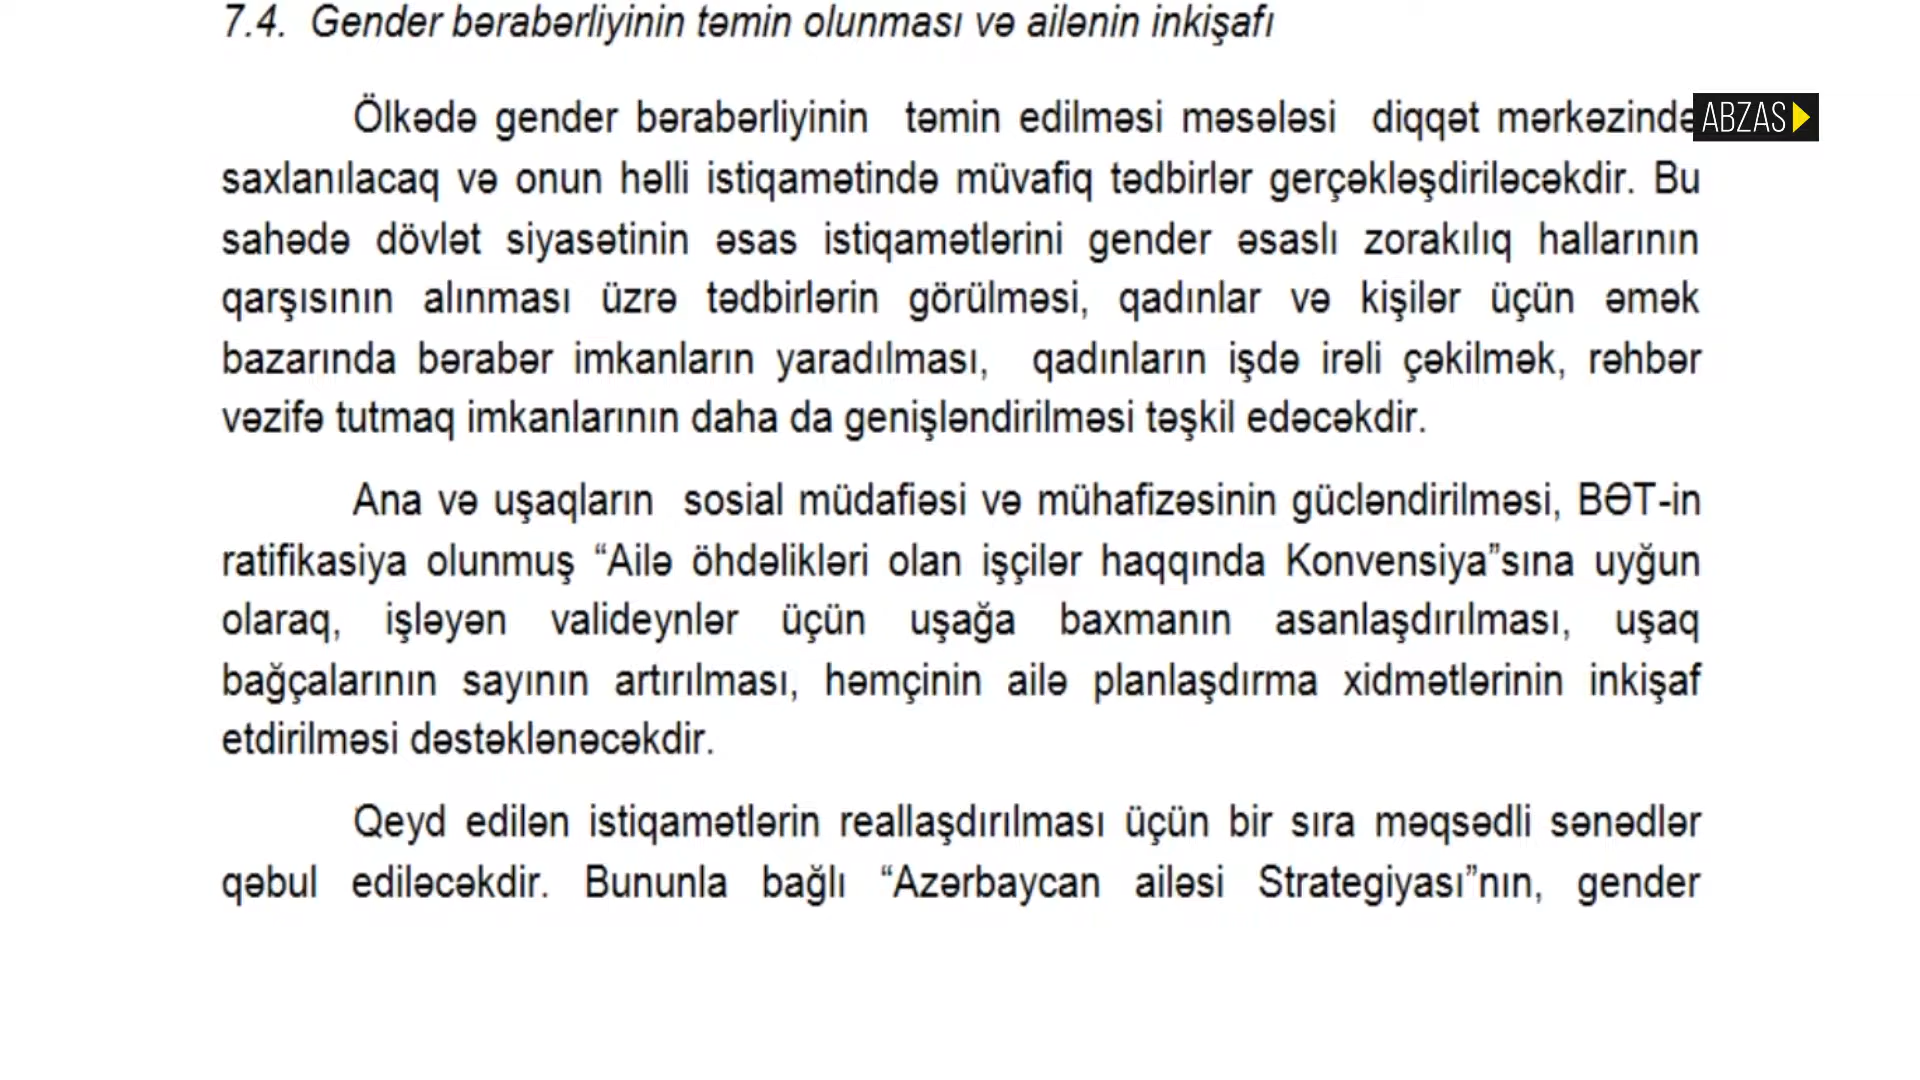 7.4. Gender bərabərliyinin təmin olunması və ailənin inkişafı
Ölkədə gender bərabərliyinin təmin edilməsi məsələsi diqqət mərkəzində
ABZAS
saxlanılacaq və onun həlli istiqamətində müvafiq tədbirlər gerçəkləşdiriləcəkdir. Bu
sahədə dövlət siyasətinin əsas istiqamətlərini gender əsaslı zorakılıq hallarının
qarşısının alınması üzrə tədbirlərin görülməsi, qadınlar və kişilər üçün əmək
bazarında bərabər imkanların yaradılması, qadınların işdə irəli çəkilmək, rəhbər
vəzifə tutmaq imkanlarının daha da genişləndirilməsi təşkil edəcəkdir.
Ana və uşaqların sosial müdafiəsi və mühafizəsinin gücləndirilməsi, BƏT-in
ratifikasiya olunmuş “Ailə öhdəlikləri olan işçilər haqqında Konvensiya”sına uyğun
olaraq, işləyən valideynlər üçün uşağa baxmanın asanlaşdırılması, uşaq
bağçalarının sayının artırılması, həmçinin ailə planlaşdırma xidmətlərinin inkişaf
etdirilməsi dəstəklənəcəkdir.
Qeyd edilən istiqamətlərin reallaşdırılması üçün bir sıra məqsədli sənədlər
qəbul ediləcəkdir. Bununla bağlı “Azərbaycan ailəsi Strategiyası”nın, gender